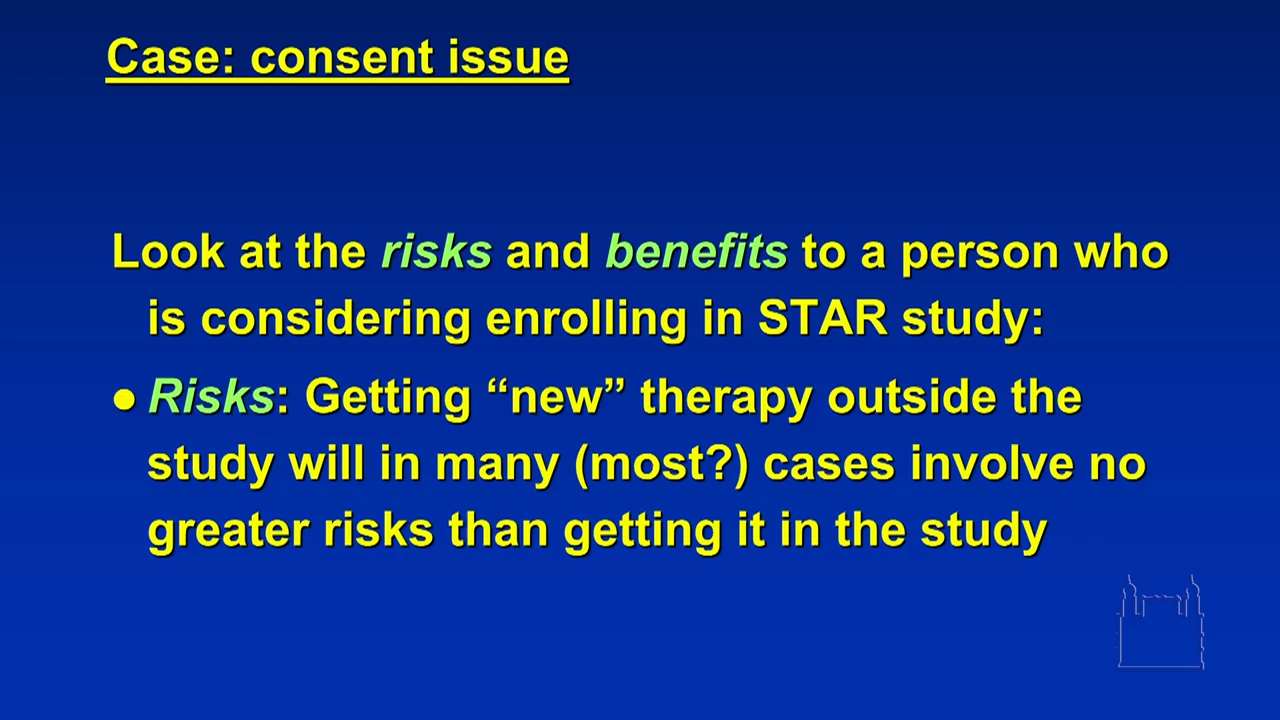 Case: consent issue
Look at the risks and benefits to a person who
is considering enrolling in STAR study:
● Risks: Getting “new” therapy outside the
study will in many (most?) cases involve no
greater risks than getting it in the study